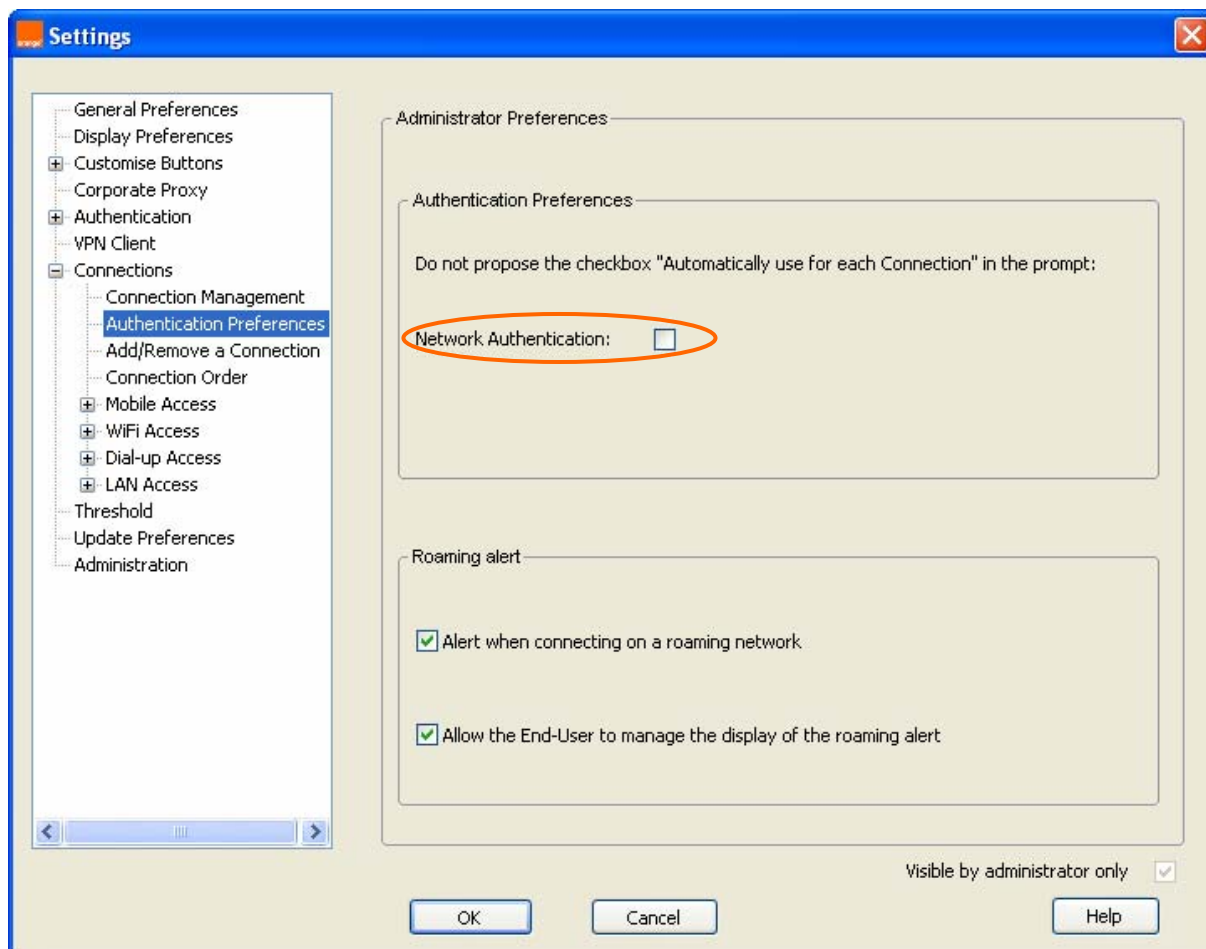 Settings
General Preferences
Display Preferences
Customise Buttons
Corporate Proxy
Authentication
VPN Client
Connections
Connection Management
Authentication Preferences
Add/Remove a Connection
Connection Order
Mobile Access
WiFi Access
Dial-up Access
LAN Access
Threshold
Update Preferences
Administration
Administrator Preferences
Authentication Preferences
Do not propose the checkbox "Automatically use for each Connection" in the prompt:
Network Authentication:
Roaming alert
Alert when connecting on a roaming network
Allow the End-User to manage the display of the roaming alert
Visible by administrator only
OK
Cancel
Help